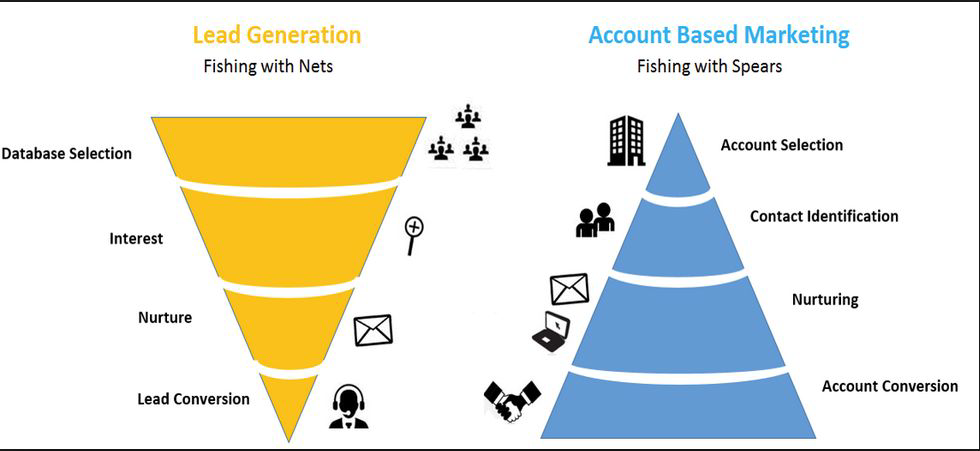 Lead Generation
Fishing with Nets
Database Selection
Interest
Nurture
Lead Conversion
Account Based Marketing
Fishing with Spears
Account Selection
Contact Identification
Nurturing
Account Conversion